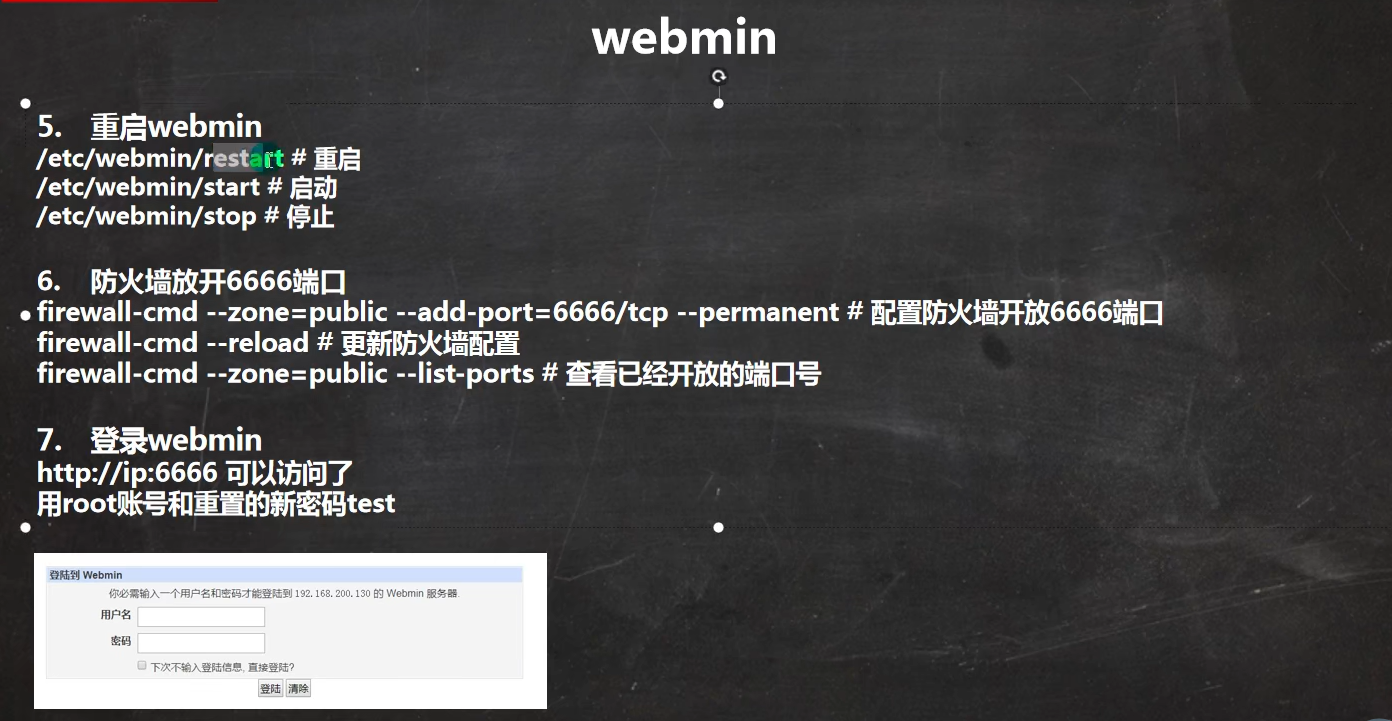 webmin
5. 重启webmin
/etc/webmin/restart # 重启
/etc/webmin/start # 启动
/etc/webmin/stop # 停止
6. 防火墙放开6666端口
firewall-cmd --zone=public --add-port=6666/tcp --permanent # 配置防火墙开放6666端口
firewall-cmd --reload # 更新防火墙配置
firewall-cmd --zone=public --list-ports # 查看已经开放的端口号
7. 登录webmin
http://ip:6666 可以访问了
用root账号和重置的新密码test
登陆到 Webmin
你必需输入一个用户名和密码才能登陆到 192.168.200.130 的 Webmin 服务器.
用户名
密码
下次不输入登陆信息, 直接登陆?
登陆 清除